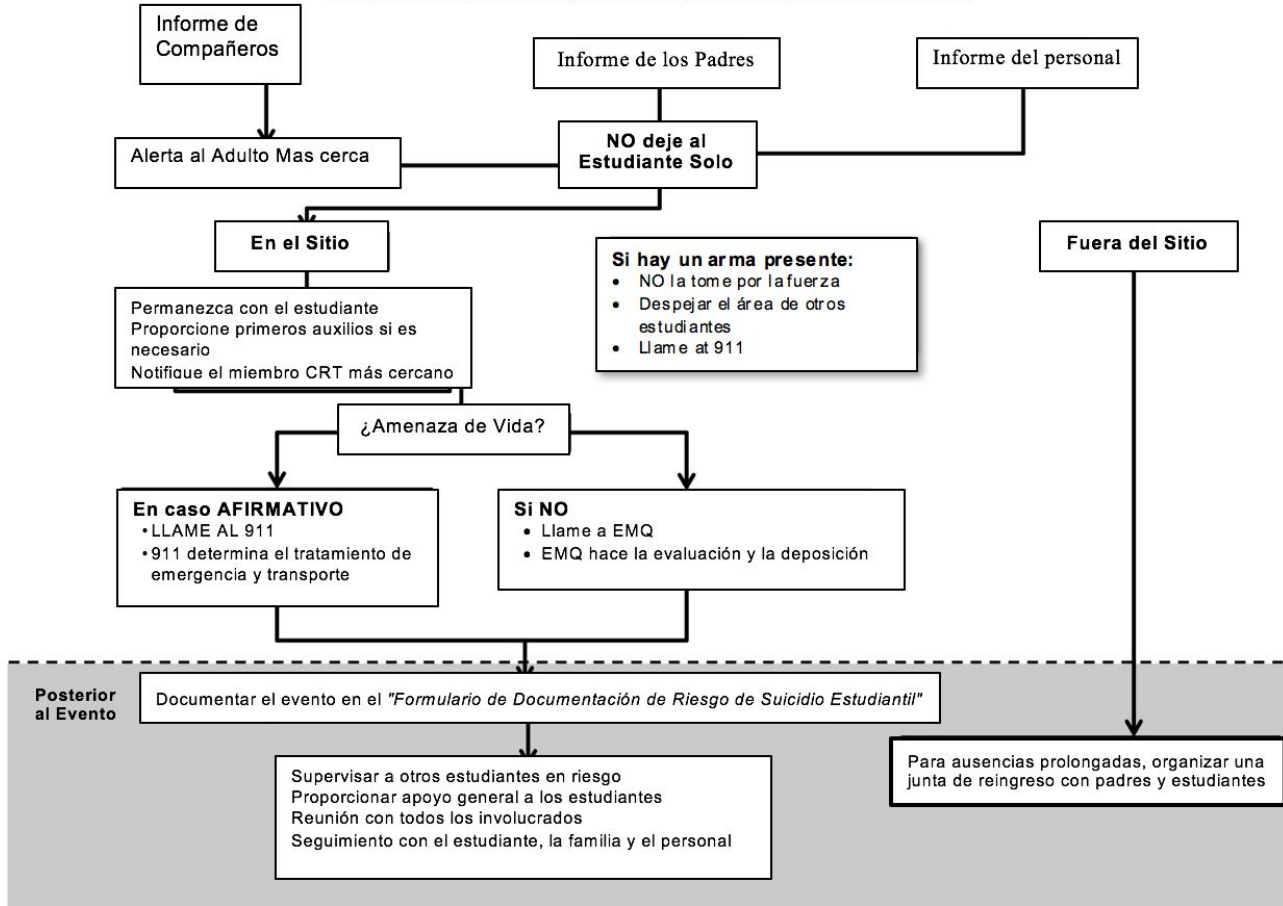 Informe de
Compañeros
Informe de los Padres
Informe del personal
Alerta al Adulto Mas cerca
NO deje al
Estudiante Solo
En el Sitio
Si hay un arma presente:
• NO la tome por la fuerza
• Despejar el área de otros
estudiantes
• Llame at 911
Fuera del Sitio
Permanezca con el estudiante
Proporcione primeros auxilios si es
necesario
Notifique el miembro CRT más cercano
¿Amenaza de Vida?
En caso AFIRMATIVO
• LLAME AL 911
• 911 determina el tratamiento de
emergencia y transporte
Si NO
• Llame a EMQ
• EMQ hace la evaluación y la deposición
Posterior
al Evento
Documentar el evento en el "Formulario de Documentación de Riesgo de Suicidio Estudiantil"
Supervisar a otros estudiantes en riesgo
Proporcionar apoyo general a los estudiantes
Reunión con todos los involucrados
Seguimiento con el estudiante, la familia y el personal
Para ausencias prolongadas, organizar una
junta de reingreso con padres y estudiantes